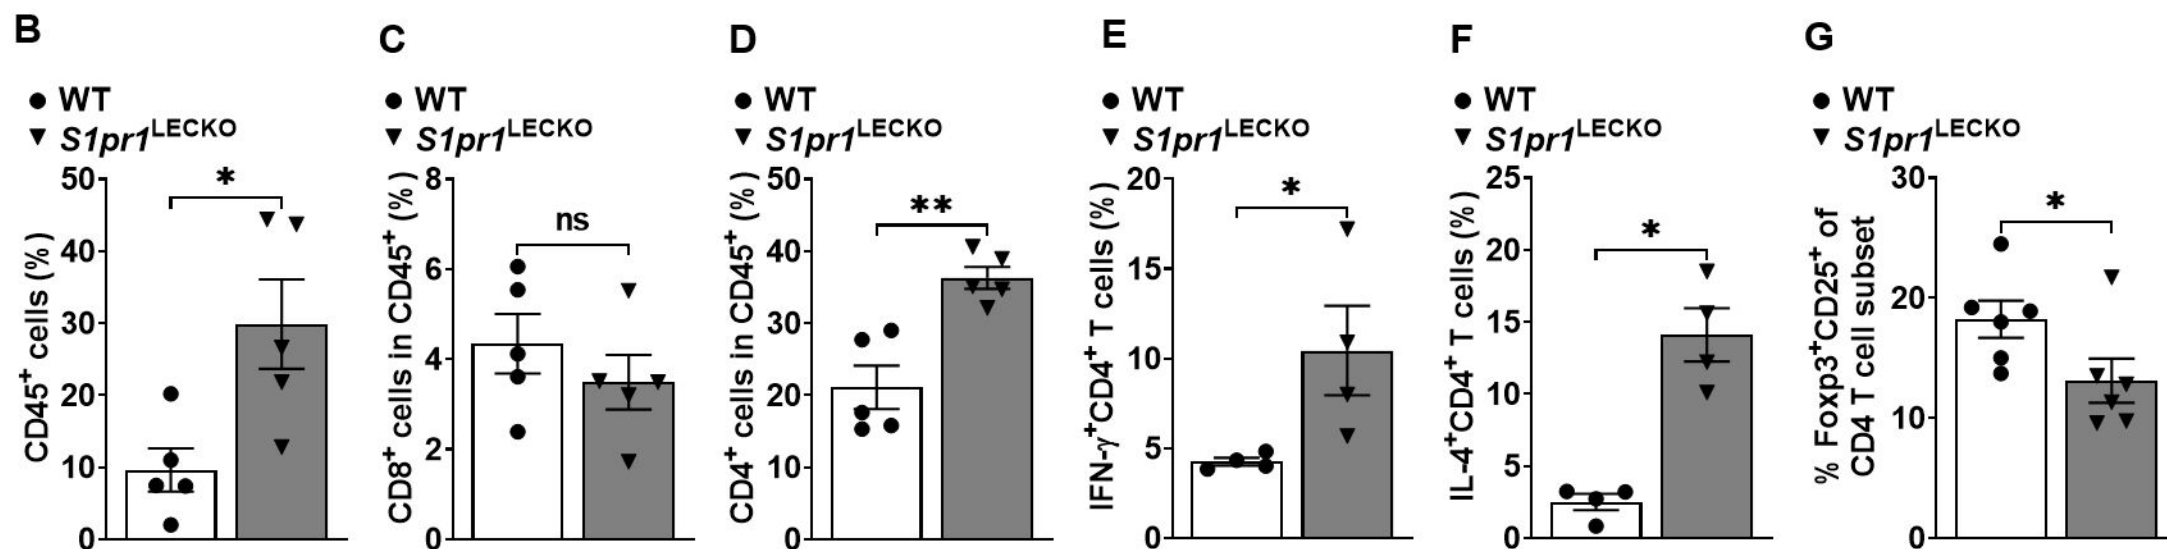 B
WT
S1pr1LECKO
CD45+ cells (%)
50
40
30
20
10
0
*
C
WT
S1pr1LECKO
CD8+ cells in CD45+ (%)
8
6
4
2
0
ns
D
WT
S1pr1LECKO
CD4+ cells in CD45+ (%)
50
40
30
20
10
0
**
E
WT
S1pr1LECKO
IFN-γ+CD4+ T cells (%)
20
15
10
5
0
*
F
WT
S1pr1LECKO
IL-4+CD4+ T cells (%)
25
20
15
10
5
0
*
G
WT
S1pr1LECKO
% Foxp3+CD25+ of
CD4 T cell subset
30
20
10
0
*